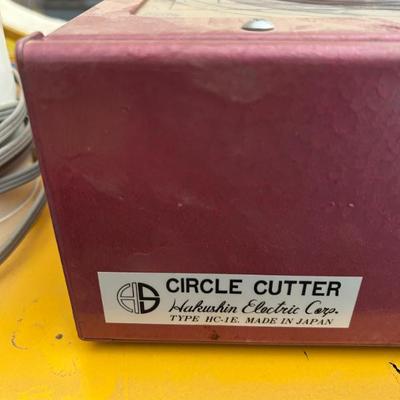 CIRCLE CUTTER
Hakushin Electric Corp.
TYPE HC-1E. MADE IN JAPAN